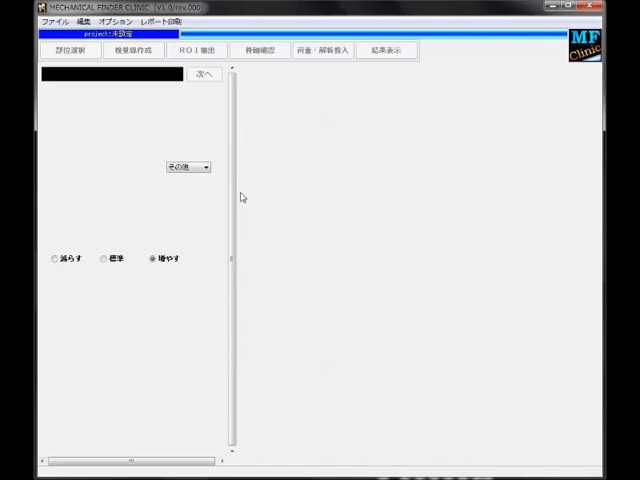 MECHANICAL FINDER CLINIC (V1.0/rev.000)
ファイル 編集 オプション レポート印刷
project:未設定
部位選択 検量線作成 ROI抽出 骨密確認 荷重・解析投入 結果表示
MF
Clinic
次へ
その他
減らす 標準 増やす